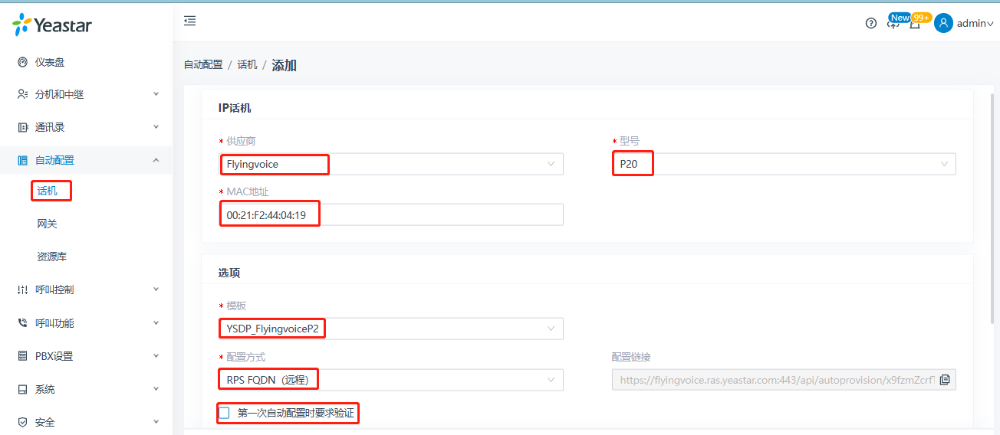 Yeastar
New 99+
admin
仪表盘
分机和中继
通讯录
自动配置
话机
网关
资源库
呼叫控制
呼叫功能
PBX设置
系统
安全
自动配置 / 话机 / 添加
IP话机
* 供应商
Flyingvoice
* 型号
P20
* MAC地址
00:21:F2:44:04:19
选项
* 模板
YSDP_FlyingvoiceP2
* 配置方式
RPS FQDN（远程）
配置链接
https://flyingvoice.ras.yeastar.com:443/api/autoprovision/x9fzmZcrf
第一次自动配置时要求验证